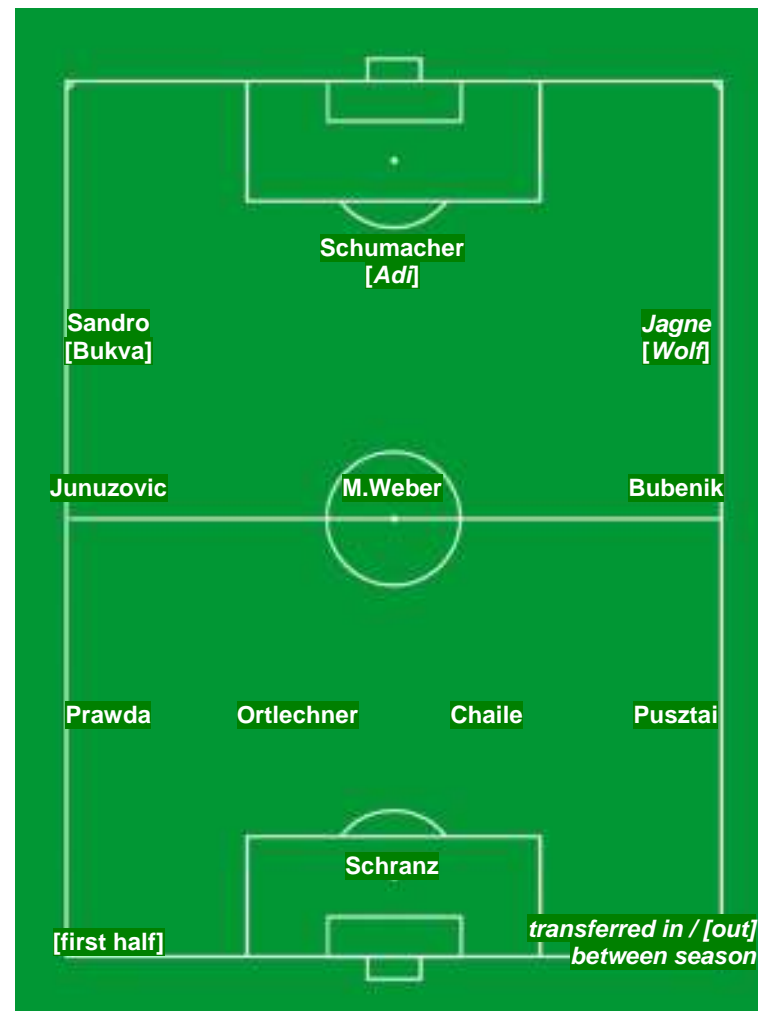 Schumacher
[Adi]
Sandro
[Bukva]
Jagne
[Wolf]
Junuzovic
M.Weber
Bubenik
Prawda
Ortlechner
Chaile
Pusztai
Schranz
[first half]
transferred in / [out]
between season